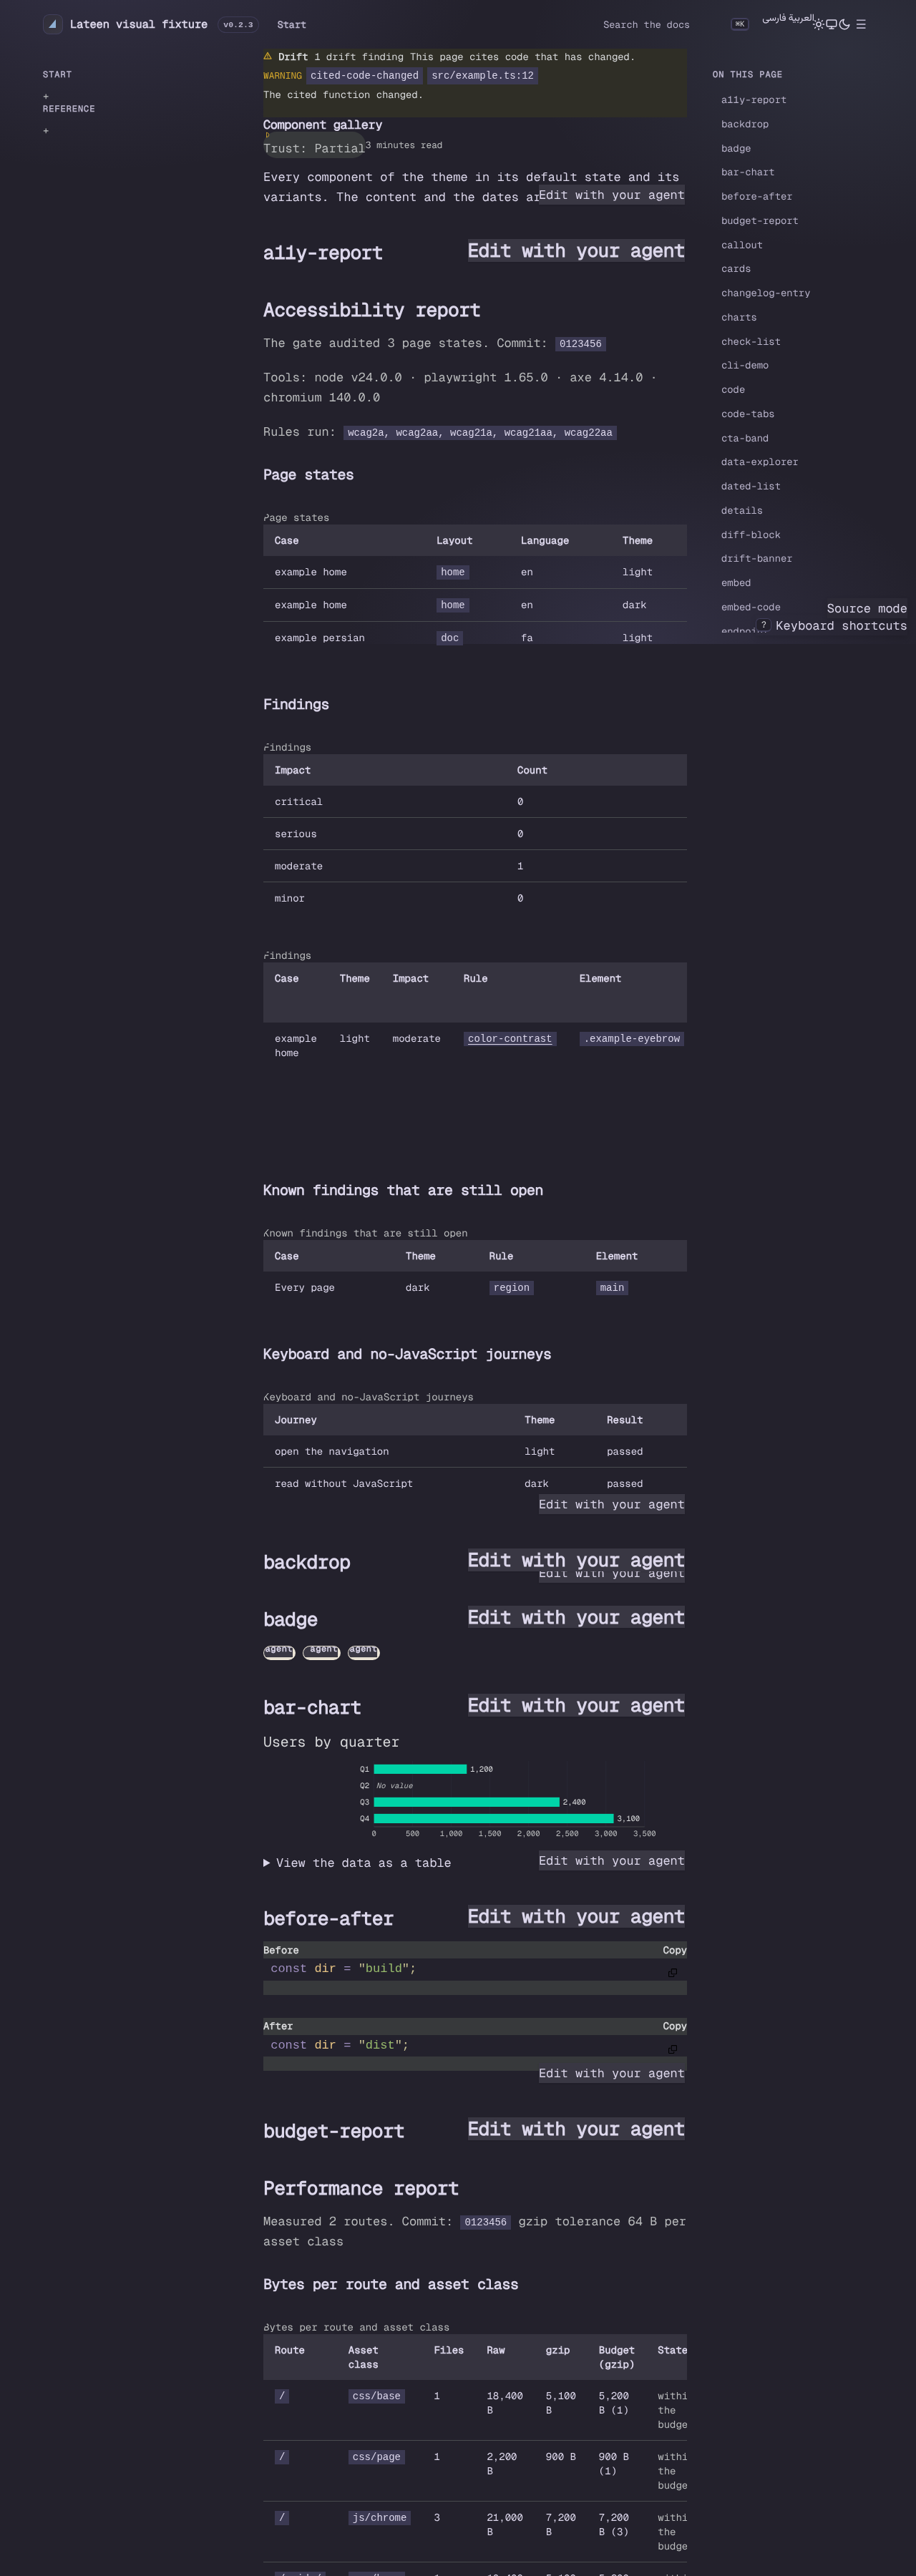 Lateen visual fixture v0.2.3 Start Search the docs ⌘K العربية فارسی
START
+
REFERENCE
+
Drift 1 drift finding This page cites code that has changed.
WARNING cited-code-changed src/example.ts:12
The cited function changed.
Component gallery
Trust: Partial 3 minutes read
Every component of the theme in its default state and its
variants. The content and the dates ar
Edit with your agent
a11y-report Edit with your agent
Accessibility report
The gate audited 3 page states. Commit: 0123456
Tools: node v24.0.0 · playwright 1.65.0 · axe 4.14.0 ·
chromium 140.0.0
Rules run: wcag2a, wcag2aa, wcag21a, wcag21aa, wcag22aa
Page states
Page states
Case Layout Language Theme
example home home en light
example home home en dark
example persian doc fa light
Findings
Findings
Impact Count
critical 0
serious 0
moderate 1
minor 0
Findings
Case Theme Impact Rule Element
example light moderate color-contrast .example-eyebrow
home
Known findings that are still open
Known findings that are still open
Case Theme Rule Element
Every page dark region main
Keyboard and no-JavaScript journeys
Keyboard and no-JavaScript journeys
Journey Theme Result
open the navigation light passed
read without JavaScript dark passed
Edit with your agent
backdrop Edit with your agent
Edit with your agent
badge Edit with your agent
agent agent agent
bar-chart Edit with your agent
Users by quarter
Q1 1,200
Q2 No value
Q3 2,400
Q4 3,100
0 500 1,000 1,500 2,000 2,500 3,000 3,500
View the data as a table Edit with your agent
before-after Edit with your agent
Before Copy
const dir = "build";
After Copy
const dir = "dist";
Edit with your agent
budget-report Edit with your agent
Performance report
Measured 2 routes. Commit: 0123456 gzip tolerance 64 B per
asset class
Bytes per route and asset class
Bytes per route and asset class
Route Asset Files Raw gzip Budget State
class (gzip)
/ css/base 1 18,400 5,100 5,200 withi
B B B (1) the
budge
/ css/page 1 2,200 900 B 900 B withi
B (1) the
budge
/ js/chrome 3 21,000 7,200 7,200 withi
B B B (3) the
budge
ON THIS PAGE
a11y-report
backdrop
badge
bar-chart
before-after
budget-report
callout
cards
changelog-entry
charts
check-list
cli-demo
code
code-tabs
cta-band
data-explorer
dated-list
details
diff-block
drift-banner
embed
embed-code
Source mode
? Keyboard shortcuts